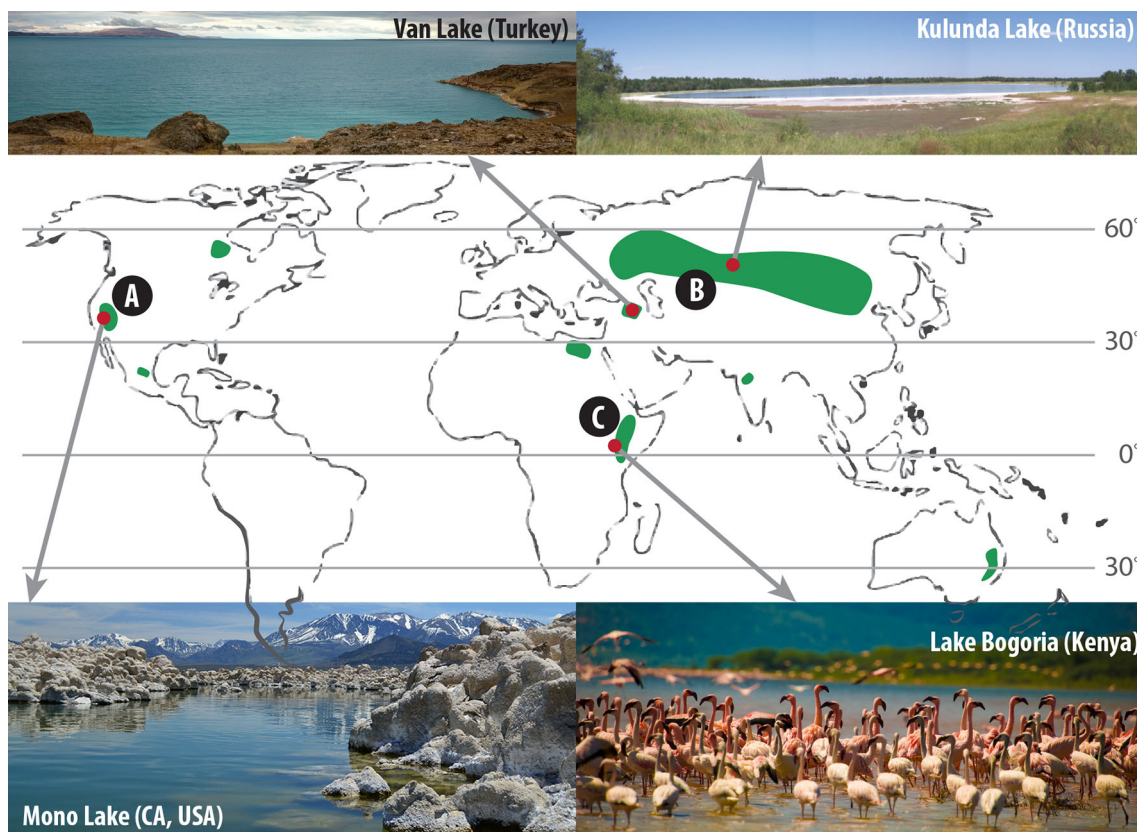 Van Lake (Turkey)
Kulunda Lake (Russia)
60°
A
B
30°
C
0°
30°
Lake Bogoria (Kenya)
Mono Lake (CA, USA)